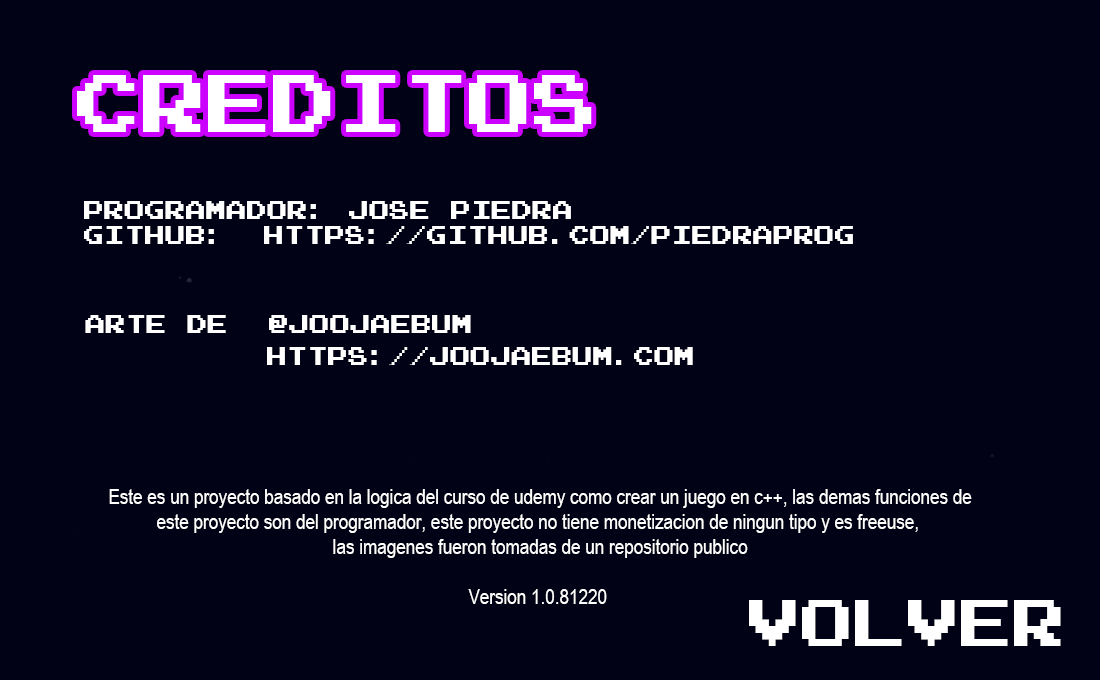 CREDITOS
PROGRAMADOR: JOSE PIEDRA
GITHUB: HTTPS://GITHUB.COM/PIEDRAPROG
ARTE DE @JOOJAEBUM
HTTPS://JOOJAEBUM.COM
Este es un proyecto basado en la logica del curso de udemy como crear un juego en c++, las demas funciones de
este proyecto son del programador, este proyecto no tiene monetizacion de ningun tipo y es freeuse,
las imagenes fueron tomadas de un repositorio publico
Version 1.0.81220
VOLVER